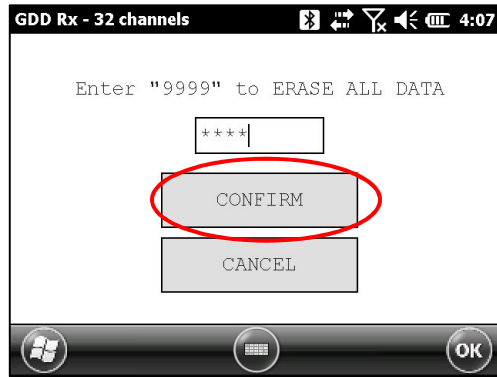 GDD Rx - 32 channels 4:07
Enter "9999" to ERASE ALL DATA
****
CONFIRM
CANCEL
OK